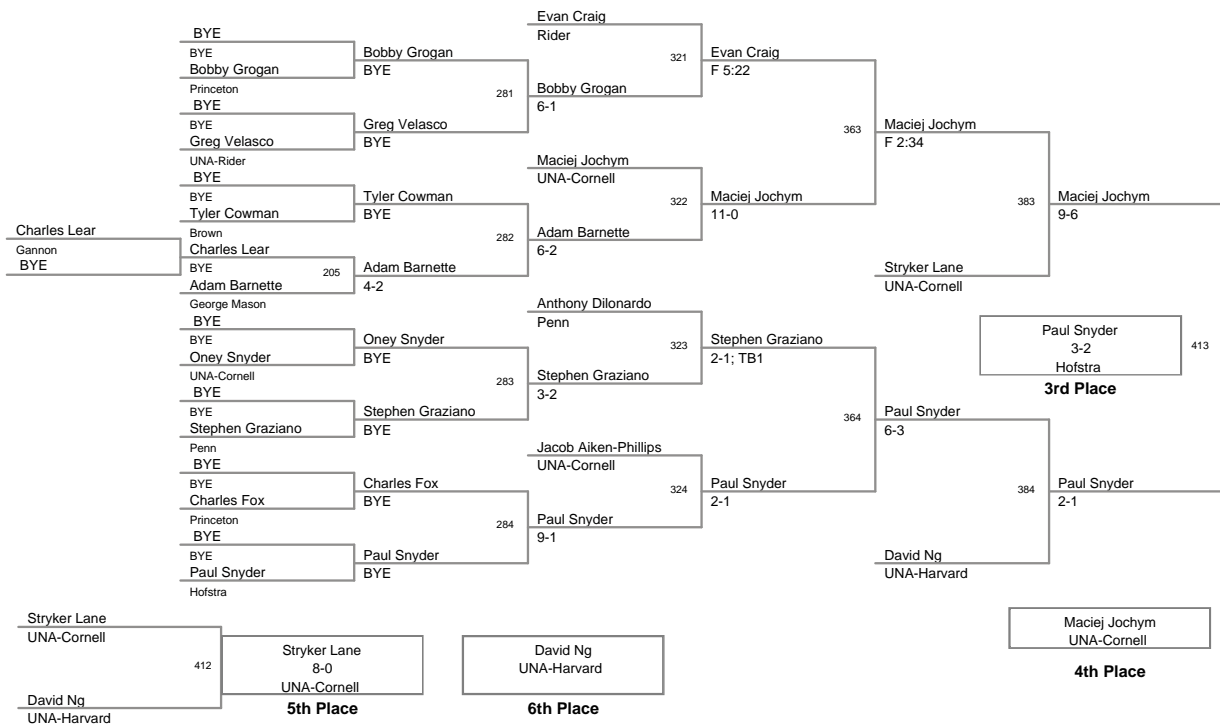 Evan Craig
Rider
BYE
BYE
Bobby Grogan
Princeton
Bobby Grogan
BYE
321
Evan Craig
F 5:22
281
Bobby Grogan
6-1
BYE
BYE
Greg Velasco
UNA-Rider
Greg Velasco
BYE
363
Maciej Jochym
F 2:34
BYE
BYE
Tyler Cowman
Brown
Tyler Cowman
BYE
Maciej Jochym
UNA-Cornell
322
Maciej Jochym
11-0
383
Maciej Jochym
9-6
Charles Lear
Gannon
BYE
Charles Lear
BYE
Adam Barnette
George Mason
205
Adam Barnette
4-2
282
Adam Barnette
6-2
Stryker Lane
UNA-Cornell
Anthony Dilonardo
Penn
BYE
BYE
Oney Snyder
UNA-Cornell
Oney Snyder
BYE
323
Stephen Graziano
2-1; TB1
Paul Snyder
3-2
Hofstra
413
3rd Place
283
Stephen Graziano
3-2
BYE
BYE
Stephen Graziano
Penn
Stephen Graziano
BYE
364
Paul Snyder
6-3
Jacob Aiken-Phillips
UNA-Cornell
BYE
BYE
Charles Fox
Princeton
Charles Fox
BYE
324
Paul Snyder
2-1
384
Paul Snyder
2-1
284
Paul Snyder
9-1
BYE
BYE
Paul Snyder
Hofstra
Paul Snyder
BYE
David Ng
UNA-Harvard
Stryker Lane
UNA-Cornell
412
David Ng
UNA-Harvard
Stryker Lane
8-0
UNA-Cornell
5th Place
David Ng
UNA-Harvard
6th Place
Maciej Jochym
UNA-Cornell
4th Place